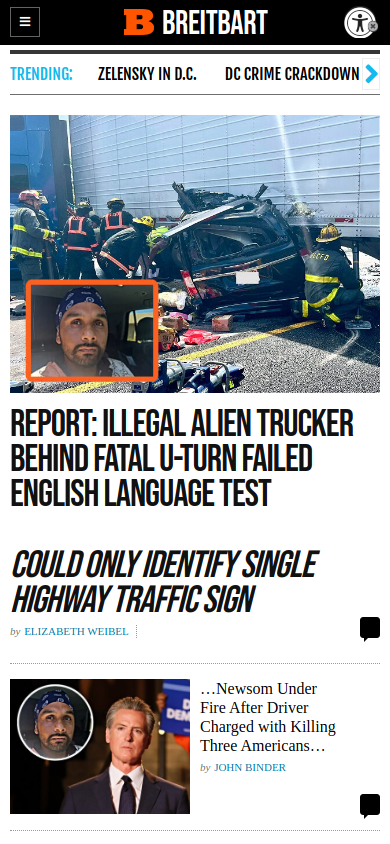 BREITBART
TRENDING:
ZELENSKY IN D.C.
DC CRIME CRACKDOWN
REPORT: ILLEGAL ALIEN TRUCKER
BEHIND FATAL U-TURN FAILED
ENGLISH LANGUAGE TEST
COULD ONLY IDENTIFY SINGLE
HIGHWAY TRAFFIC SIGN
by ELIZABETH WEIBEL
…Newsom Under
Fire After Driver
Charged with Killing
Three Americans…
by JOHN BINDER